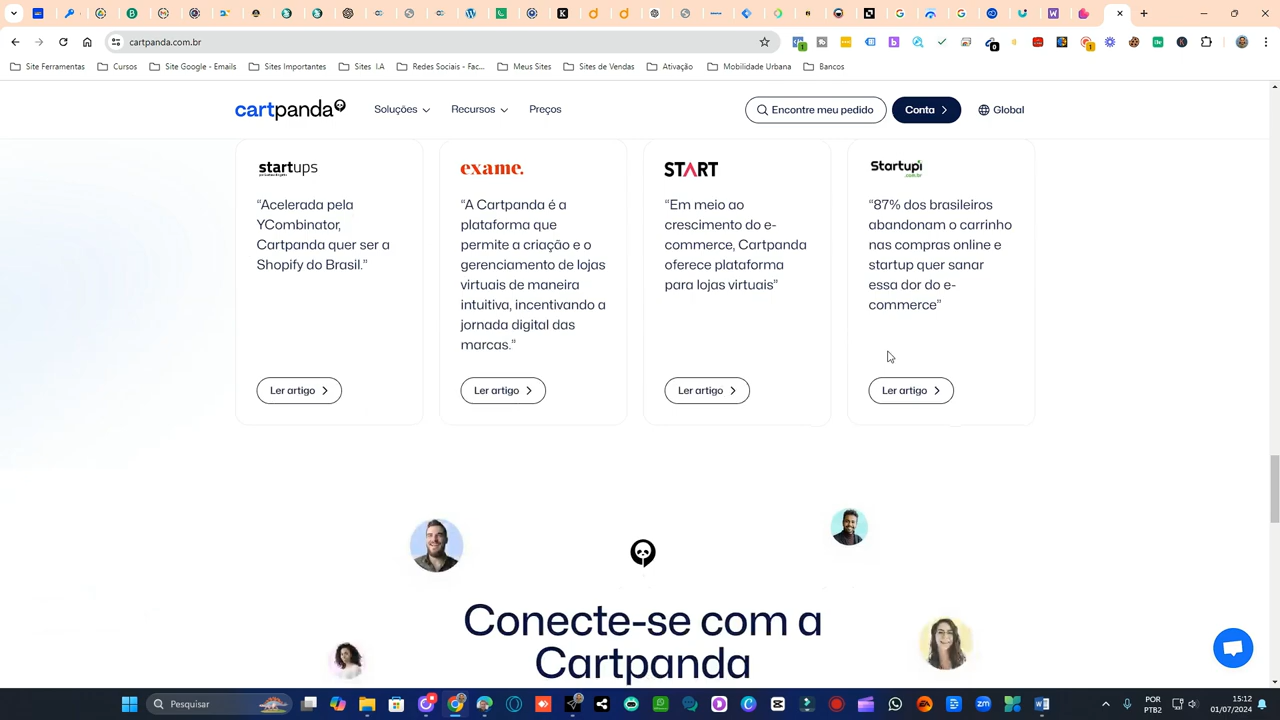 cartpanda.com.br
Site Ferramentas
Cursos
Site Google - Emails
Sites Importantes
Sites I.A
Redes Sociais - Fac...
Meus Sites
Sites de Vendas
Ativação
Mobilidade Urbana
Bancos
cartpanda
Soluções
Recursos
Preços
Encontre meu pedido
Conta
Global
startups
“Acelerada pela
YCombinator,
Cartpanda quer ser a
Shopify do Brasil.”
Ler artigo
exame.
“A Cartpanda é a
plataforma que
permite a criação e o
gerenciamento de lojas
virtuais de maneira
intuitiva, incentivando a
jornada digital das
marcas.”
Ler artigo
START
“Em meio ao
crescimento do e-
commerce, Cartpanda
oferece plataforma
para lojas virtuais”
Ler artigo
Startupi
.com.br
“87% dos brasileiros
abandonam o carrinho
nas compras online e
startup quer sanar
essa dor do e-
commerce”
Ler artigo
Conecte-se com a
Cartpanda
Pesquisar
POR
PTB2
15:12
01/07/2024